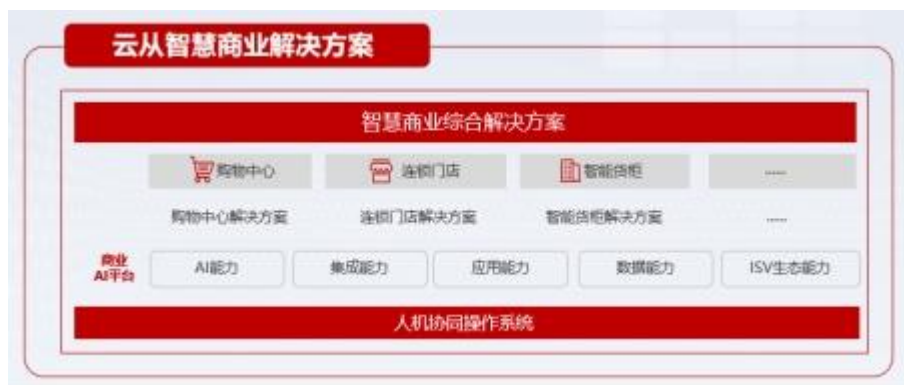 云从智慧商业解决方案
智慧商业综合解决方案
购物中心 连锁门店 智能货柜 ......
购物中心解决方案 连锁门店解决方案 智能货柜解决方案 ......
商业
AI平台
AI能力 集成能力 应用能力 数据能力 ISV生态能力
人机协同操作系统